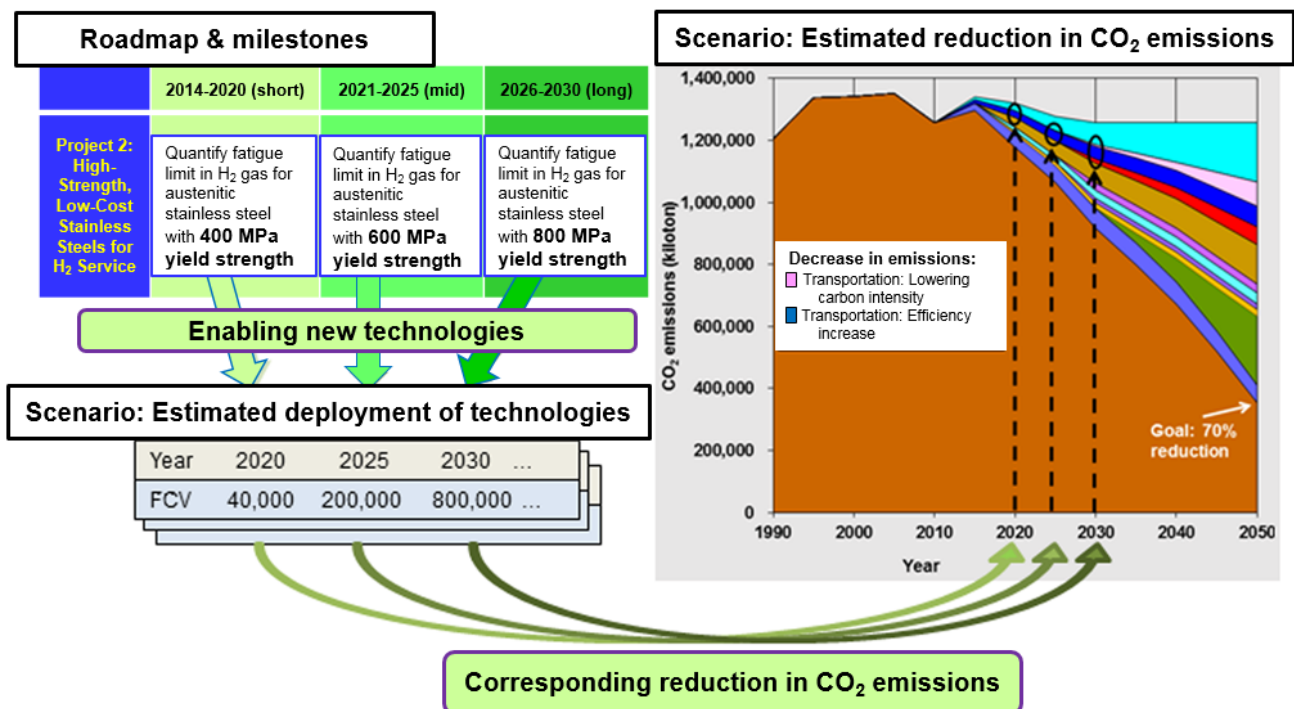 Roadmap & milestones
2014-2020 (short)
2021-2025 (mid)
2026-2030 (long)
Project 2:
High-
Strength,
Low-Cost
Stainless
Steels for
H₂ Service
Quantify fatigue
limit in H₂ gas for
austenitic
stainless steel
with 400 MPa
yield strength
Quantify fatigue
limit in H₂ gas for
austenitic
stainless steel
with 600 MPa
yield strength
Quantify fatigue
limit in H₂ gas for
austenitic
stainless steel
with 800 MPa
yield strength
Enabling new technologies
Scenario: Estimated deployment of technologies
Year 2020 2025 2030 ...
FCV 40,000 200,000 800,000 ...
Scenario: Estimated reduction in CO₂ emissions
CO₂ emissions (kiloton)
1,400,000
1,200,000
1,000,000
800,000
600,000
400,000
200,000
0
Decrease in emissions:
Transportation: Lowering
carbon intensity
Transportation: Efficiency
increase
Goal: 70%
reduction
1990 2000 2010 2020 2030 2040 2050
Year
Corresponding reduction in CO₂ emissions